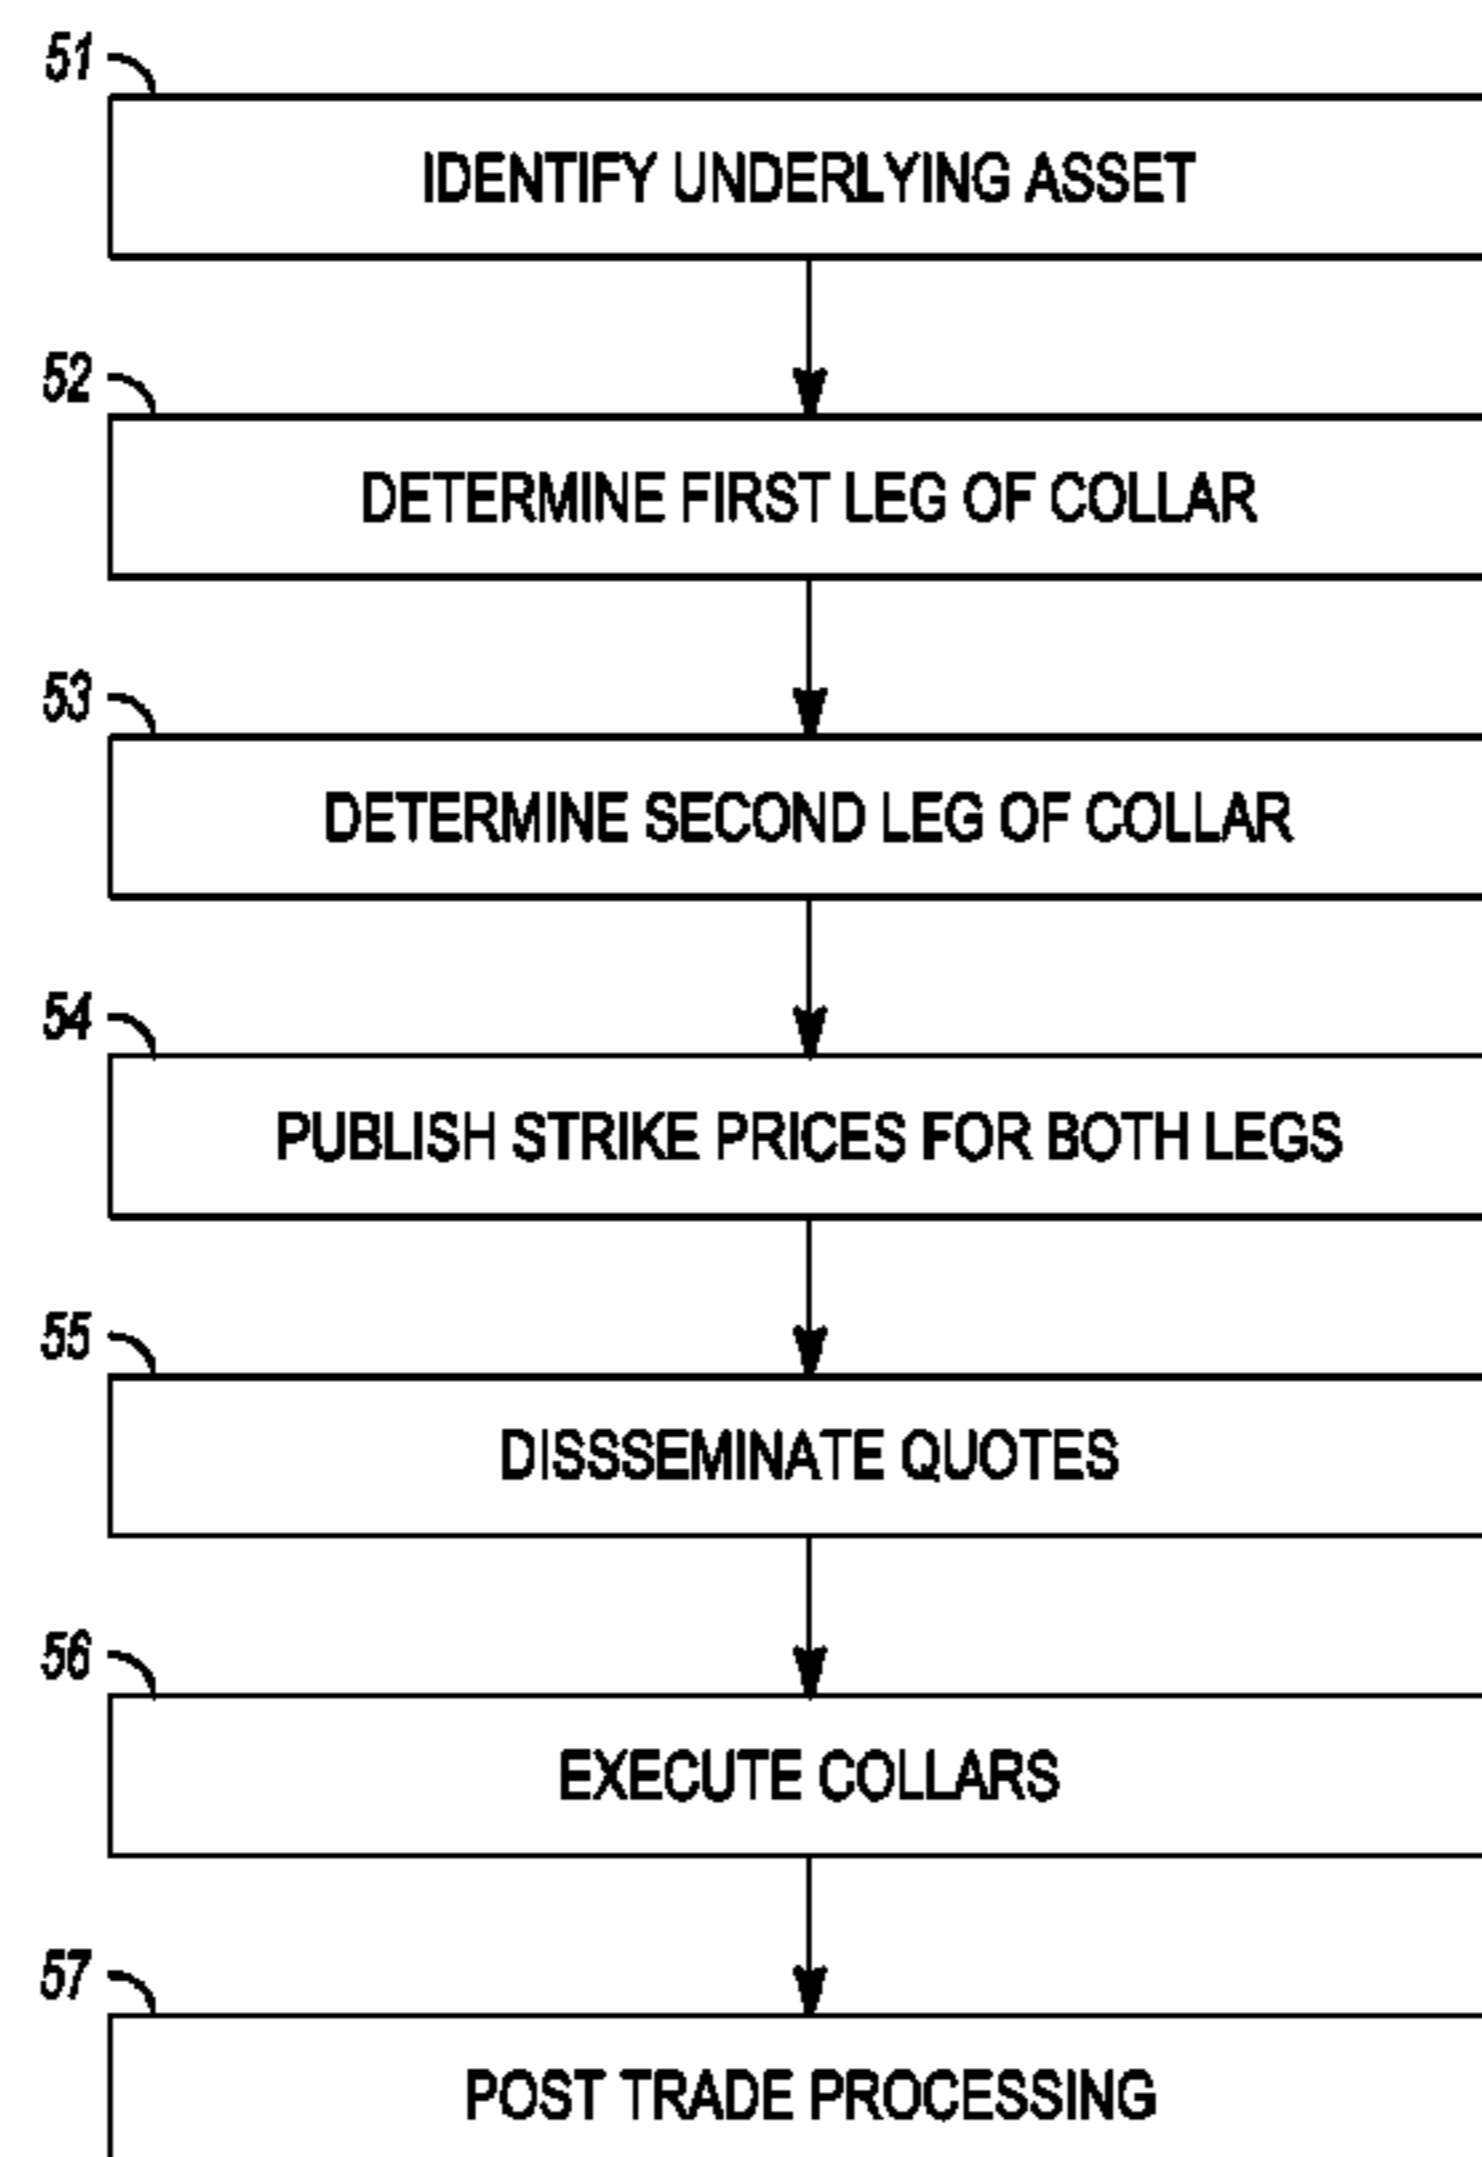 51
IDENTIFY UNDERLYING ASSET
52
DETERMINE FIRST LEG OF COLLAR
53
DETERMINE SECOND LEG OF COLLAR
54
PUBLISH STRIKE PRICES FOR BOTH LEGS
55
DISSSEMINATE QUOTES
56
EXECUTE COLLARS
57
POST TRADE PROCESSING